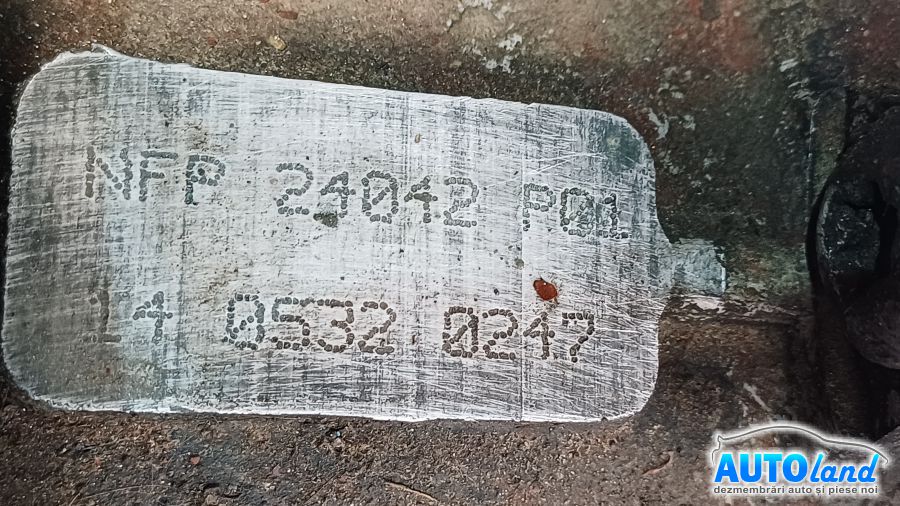 NFP 24042 P01
14 0532 0247
AUTOland
dezmembrări auto și piese noi